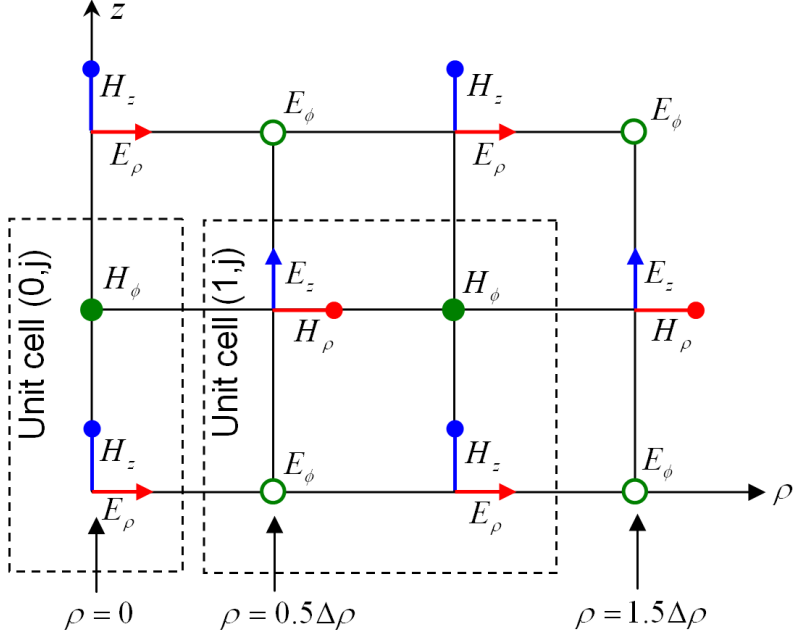 z
H_z
H_z
E_ϕ
E_ϕ
E_ρ
E_ρ
Unit cell (0,j)
H_ϕ
Unit cell (1,j)
E_z
H_ρ
H_ϕ
E_z
H_ρ
H_z
E_ϕ
H_z
E_ϕ
E_ρ
E_ρ
ρ
ρ = 0
ρ = 0.5Δρ
ρ = 1.5Δρ